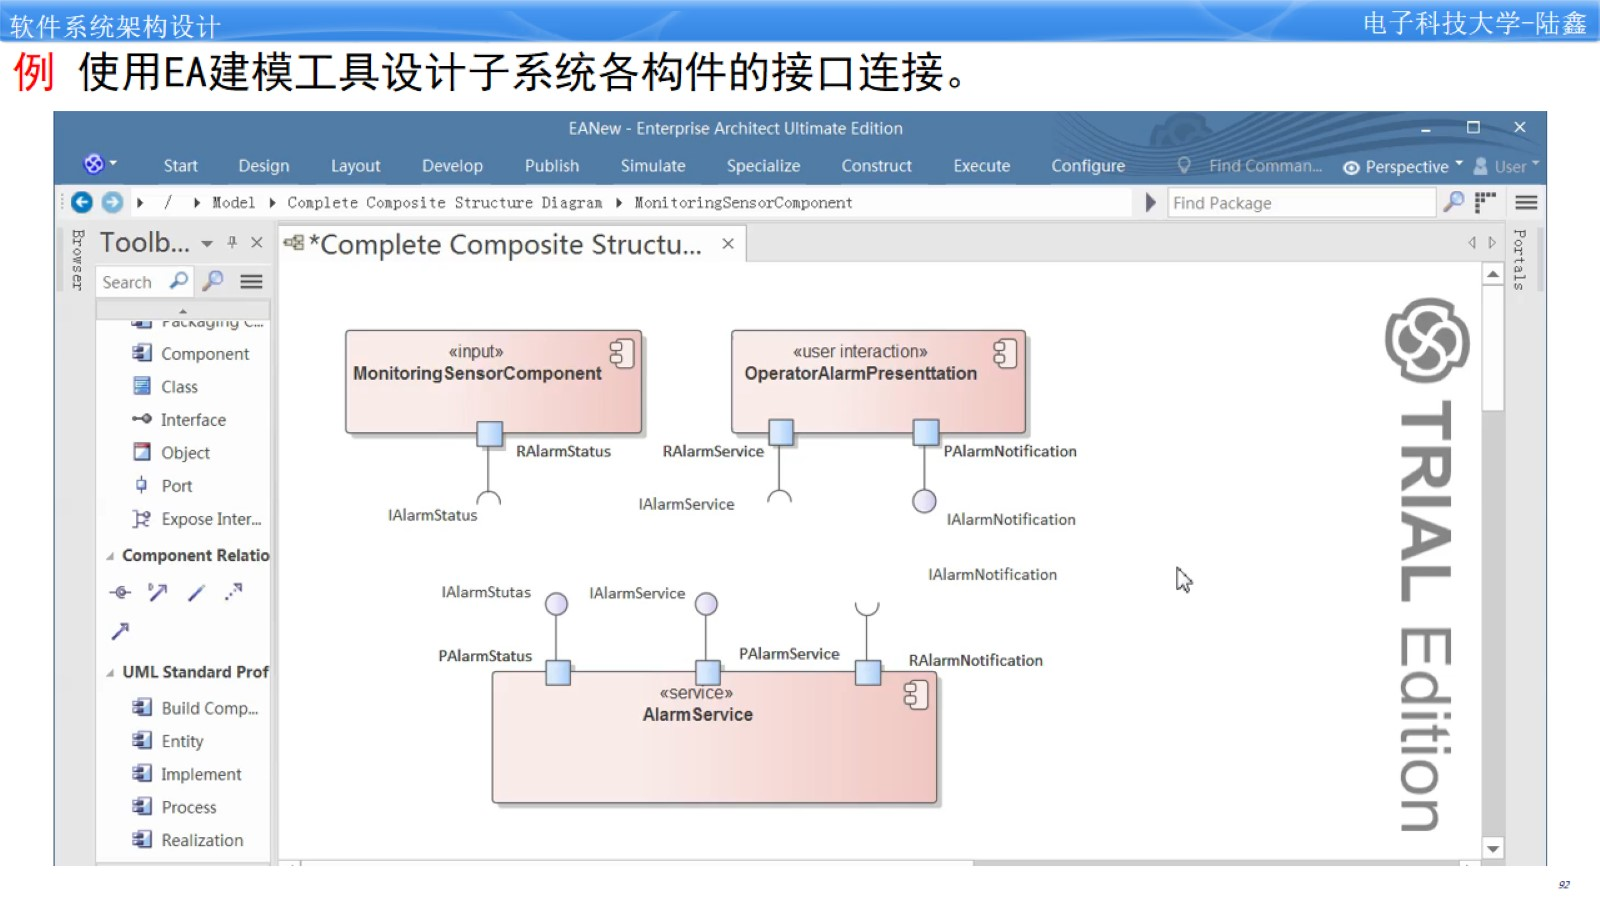 软件系统架构设计
电子科技大学-陆鑫
例 使用EA建模工具设计子系统各构件的接口连接。
EANew - Enterprise Architect Ultimate Edition
Start Design Layout Develop Publish Simulate Specialize Construct Execute Configure Find Comman... Perspective User
/ Model Complete Composite Structure Diagram MonitoringSensorComponent Find Package
Browser
Toolb...
*Complete Composite Structu...
Portals
Search
Packaging C...
Component
Class
Interface
Object
Port
Expose Inter...
Component Relatio
UML Standard Prof
Build Comp...
Entity
Implement
Process
Realization
«input»
MonitoringSensorComponent
«user interaction»
OperatorAlarmPresenttation
RAlarmStatus
RAlarmService
PAlarmNotification
IAlarmStatus
IAlarmService
IAlarmNotification
IAlarmNotification
IAlarmStutas
IAlarmService
PAlarmStatus
PAlarmService
RAlarmNotification
«service»
AlarmService
TRIAL Edition
92